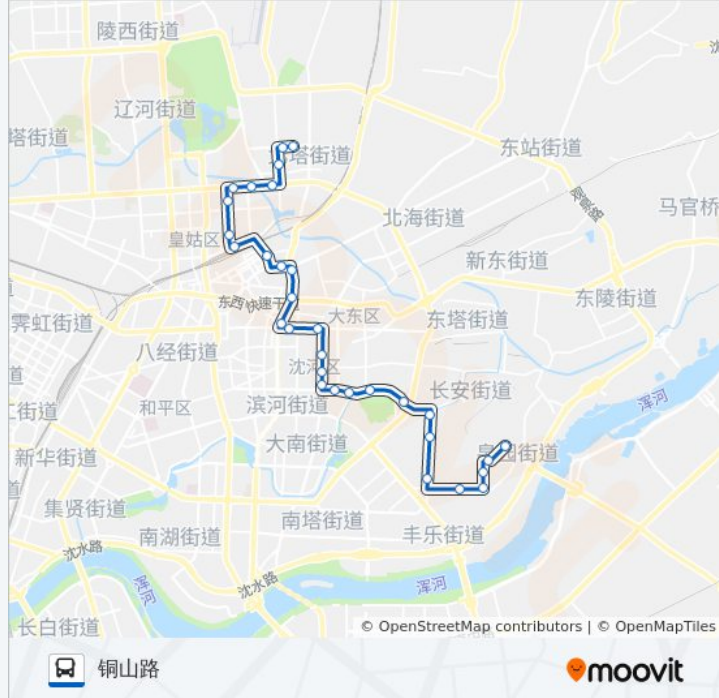 陵西街道
辽河街道
塔街道
塔街道
东站街道
马官桥
北海街道
皇姑区
新东街道
东陵街道
东西快速干
大东区
东塔街道
霁虹街道
八经街道
沈河区
长安街道
浑河
和平区
滨河街道
大南街道
泉园街道
新华街道
集贤街道
南塔街道
丰乐街道
南湖街道
沈水路
沈水路
浑河
浑河
长白街道
© OpenStreetMap contributors | © OpenMapTiles
铜山路
moovit